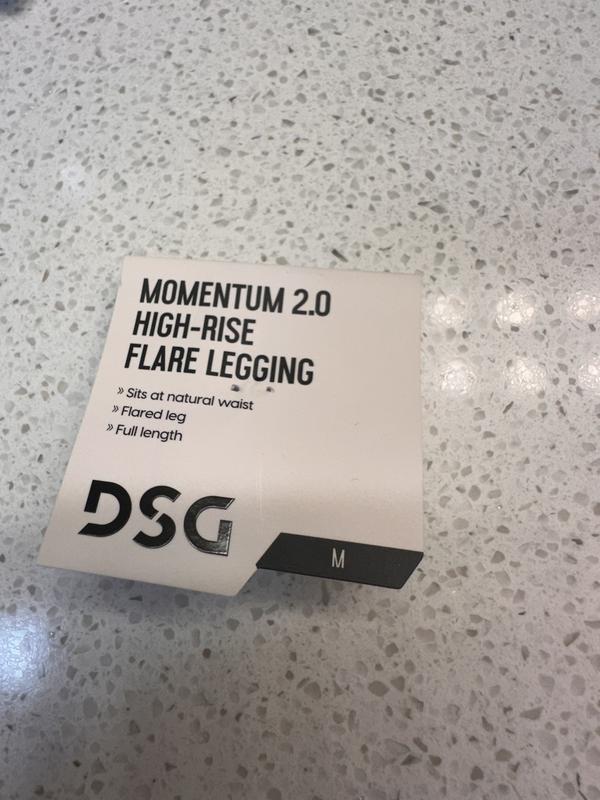 MOMENTUM 2.0
HIGH-RISE
FLARE LEGGING
» Sits at natural waist
» Flared leg
» Full length
DSG
M